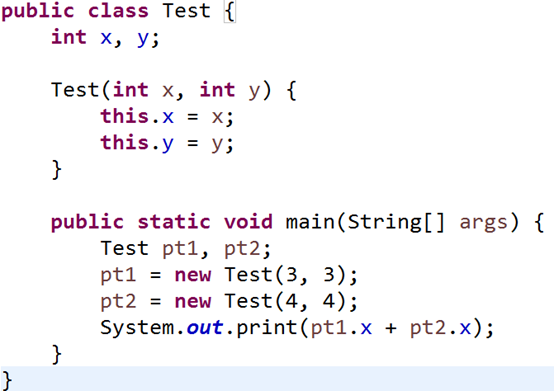 public class Test {
int x, y;
Test(int x, int y) {
this.x = x;
this.y = y;
}
public static void main(String[] args) {
Test pt1, pt2;
pt1 = new Test(3, 3);
pt2 = new Test(4, 4);
System.out.print(pt1.x + pt2.x);
}
}